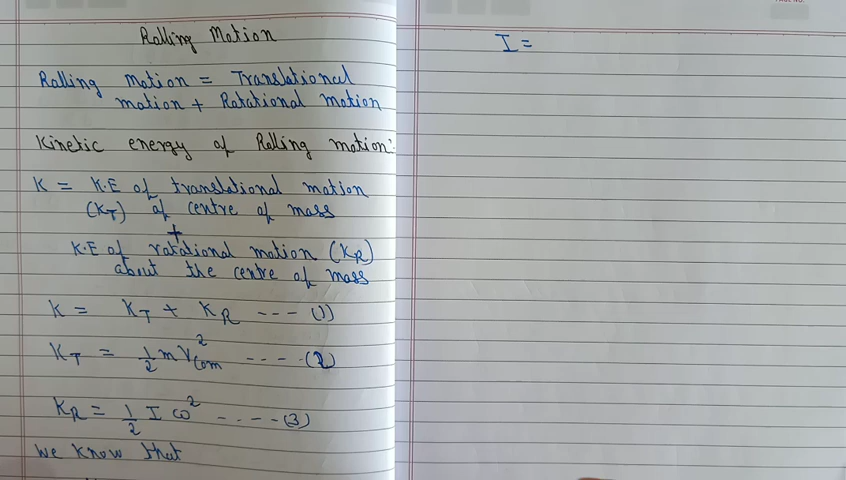 Rolling Motion
Rolling Motion = Translational
motion + Rotational motion
Kinetic energy of Rolling motion:
K = K.E of translational motion
(K_T) of centre of mass
+
K.E of rotational motion (K_R)
about the centre of mass
K = K_T + K_R ---- (1)
K_T = 1/2 m V²_com ---- (2)
K_R = 1/2 I ω² ----- (3)
We know that
I =